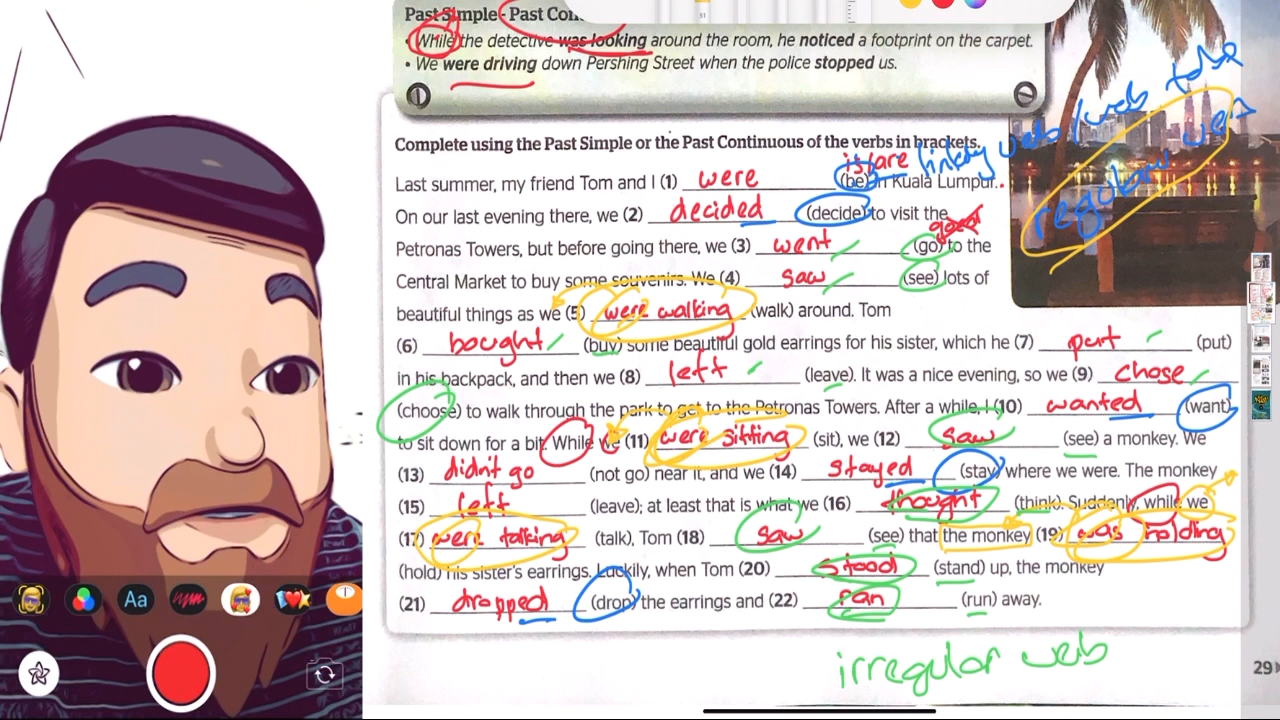 Past Simple - Past Con
• While the detective was looking around the room, he noticed a footprint on the carpet.
• We were driving down Pershing Street when the police stopped us.
Complete using the Past Simple or the Past Continuous of the verbs in brackets.
is/are linking verb / verb to be
Last summer, my friend Tom and I (1) were (be) in Kuala Lumpur.
On our last evening there, we (2) decided (decide) to visit the
regular verb
Petronas Towers, but before going there, we (3) went (go) to the
Central Market to buy some souvenirs. We (4) saw (see) lots of
beautiful things as we (5) were walking (walk) around. Tom
(6) bought (buy) some beautiful gold earrings for his sister, which he (7) put (put)
in his backpack, and then we (8) left (leave). It was a nice evening, so we (9) chose
(choose) to walk through the park to get to the Petronas Towers. After a while, I (10) wanted (want)
to sit down for a bit. While we (11) were sitting (sit), we (12) saw (see) a monkey. We
(13) didn't go (not go) near it, and we (14) stayed (stay) where we were. The monkey
(15) left (leave); at least that is what we (16) thought (think). Suddenly, while we
(17) were talking (talk), Tom (18) saw (see) that the monkey (19) was holding
(hold) his sister's earrings. Luckily, when Tom (20) stood (stand) up, the monkey
(21) dropped (drop) the earrings and (22) ran (run) away.
irregular verb
29
Aa